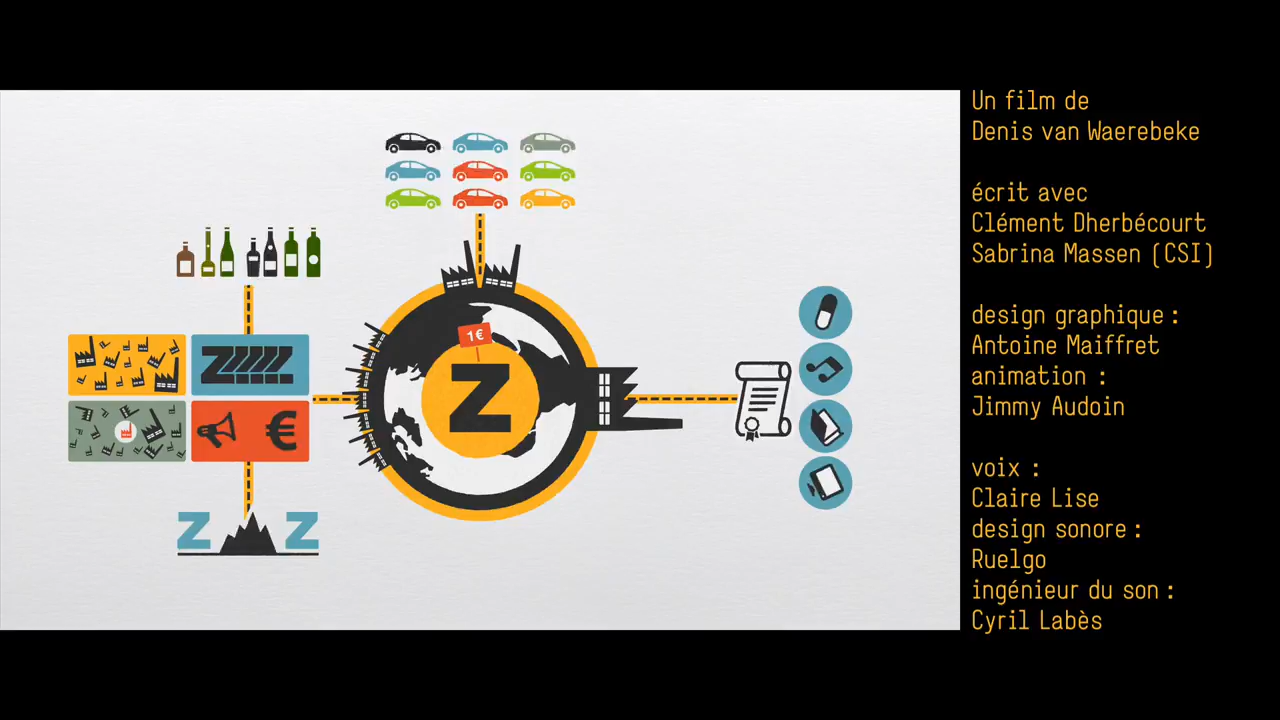 1€
Z
ZZZZZ
€
Z Z
Un film de
Denis van Waerebeke
écrit avec
Clément Dherbécourt
Sabrina Massen (CSI)
design graphique :
Antoine Maiffret
animation :
Jimmy Audoin
voix :
Claire Lise
design sonore :
Ruelgo
ingénieur du son :
Cyril Labès